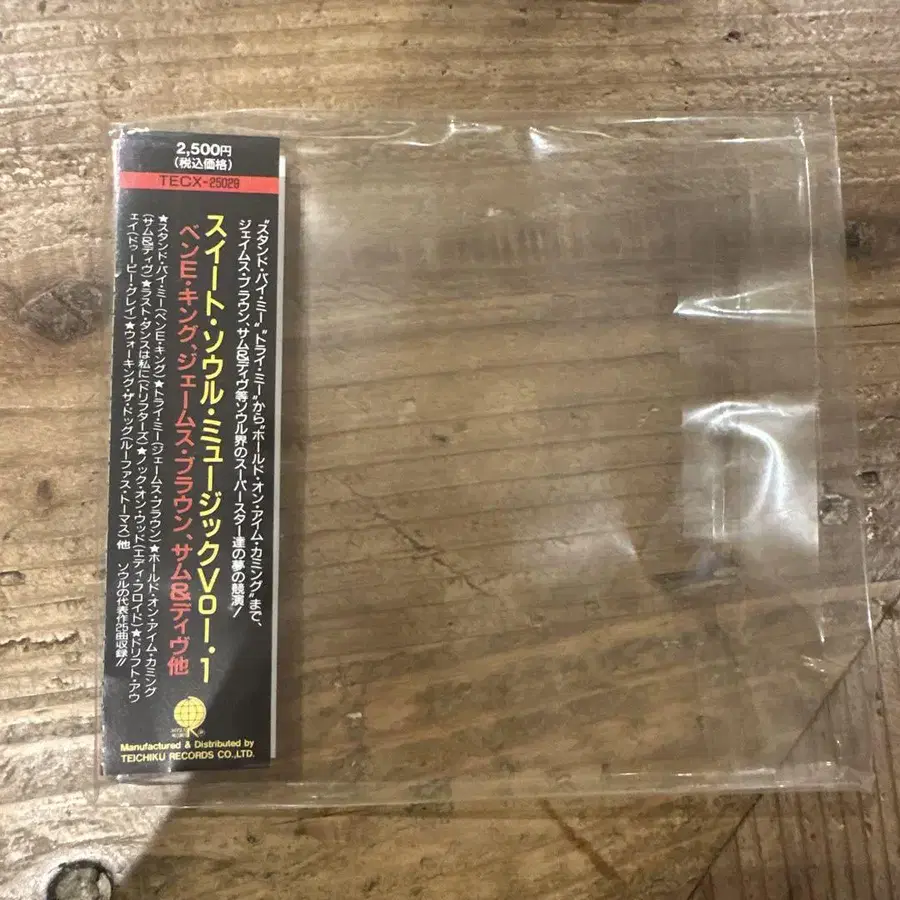 2,500円
(税込価格)
TECX-25029
"スタンド・バイ・ミー"、"トライ・ミー"から"ホールド・オン・アイム・カミング"まで、
ジェイムス・ブラウン、サム&ディヴ等ソウル界のスーパースター達の夢の競演!
スイート・ソウル・ミュージックVol.1
ベンE・キング、ジェームス・ブラウン、サム&ディヴ他
★スタンド・バイ・ミー(ベンE・キング)★トライ・ミー(ジェームス・ブラウン)★ホールド・オン・アイム・カミング
(サム&ディヴ)★ラスト・ダンスは私に(ドリフターズ)★ノック・オン・ウッド(エディ・フロイド)★ドリフト・アウ
ェイ(ドゥービー・グレイ)★ウォーキング・ザ・ドッグ(ルーファス・トーマス)他 ソウルの代表作25曲収録!!
Manufactured & Distributed by
TEICHIKU RECORDS CO.,LTD.